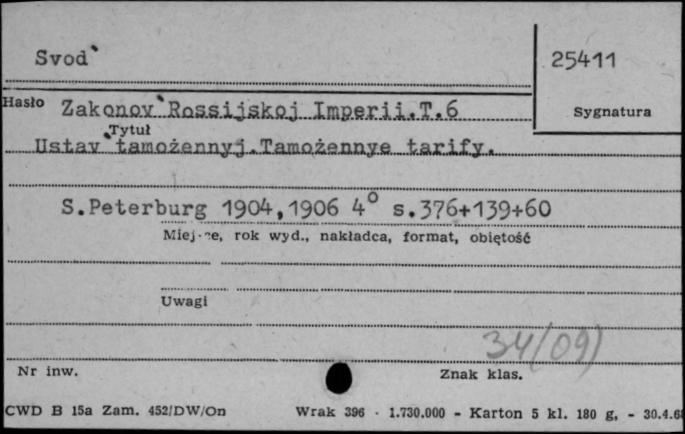 Svod`
25411
Hasło Zakonov`Rossijskoj Imperii.T.6
Sygnatura
Tytuł
Ustav`tamożennyj.Tamożennye tarify.
S.Peterburg 1904,1906 4° s.376+139+60
Miejsce, rok wyd., nakładca, format, obiętość
Uwagi
34(09)
Nr inw.
Znak klas.
CWD B 15a Zam. 452/DW/On Wrak 396 · 1.730.000 - Karton 5 kl. 180 g, - 30.4.68